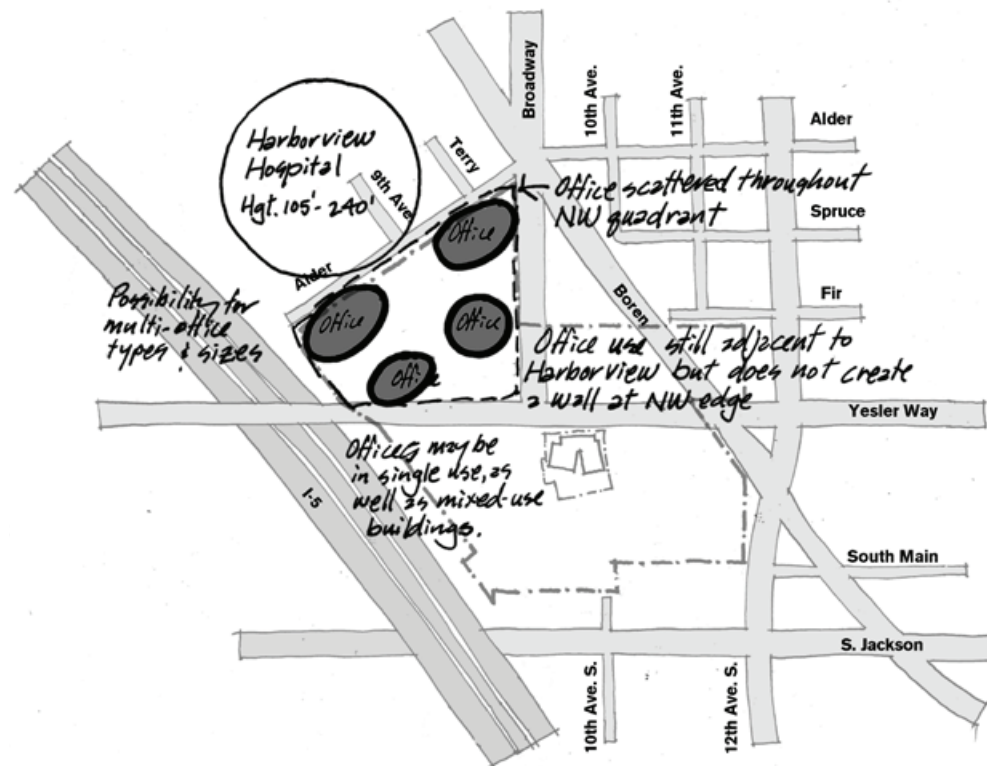 Broadway
10th Ave.
11th Ave.
Alder
Harborview
Hospital
Hgt. 105'- 240'
Terry
9th Ave
Office scattered throughout
NW quadrant
Spruce
Office
Alder
Possibility for
multi-office
types & sizes
Office
Office
Office
Boren
Fir
Office use still adjacent to
Harborview but does not create
a wall at NW edge
Yesler Way
Offices may be
in single use, as
well as mixed-use
buildings.
I-5
South Main
S. Jackson
10th Ave. S.
12th Ave. S.